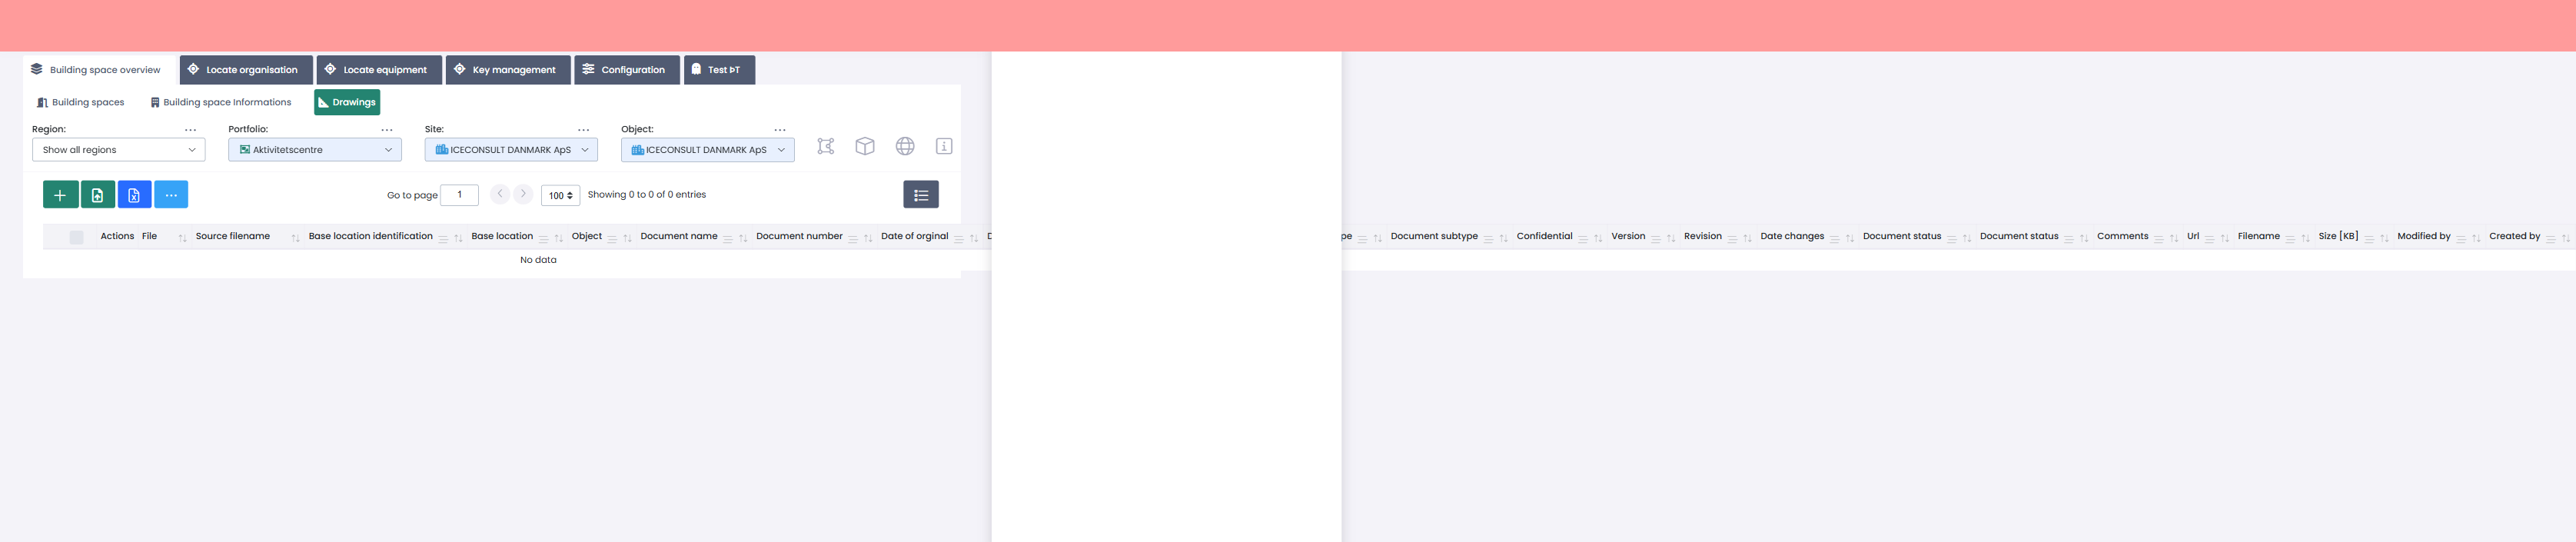 Building space overview Locate organisation Locate equipment Key management Configuration Test ÞT
Building spaces Building space Informations Drawings
Region: ... Portfolio: ... Site: ... Object: ...
Show all regions Aktivitetscentre ICECONSULT DANMARK ApS ICECONSULT DANMARK ApS
... Go to page 1 100 Showing 0 to 0 of 0 entries
Actions File Source filename Base location identification Base location Object Document name Document number Date of orginal Document subtype Confidential Version Revision Date changes Document status Document status Comments Url Filename Size [KB] Modified by Created by
No data